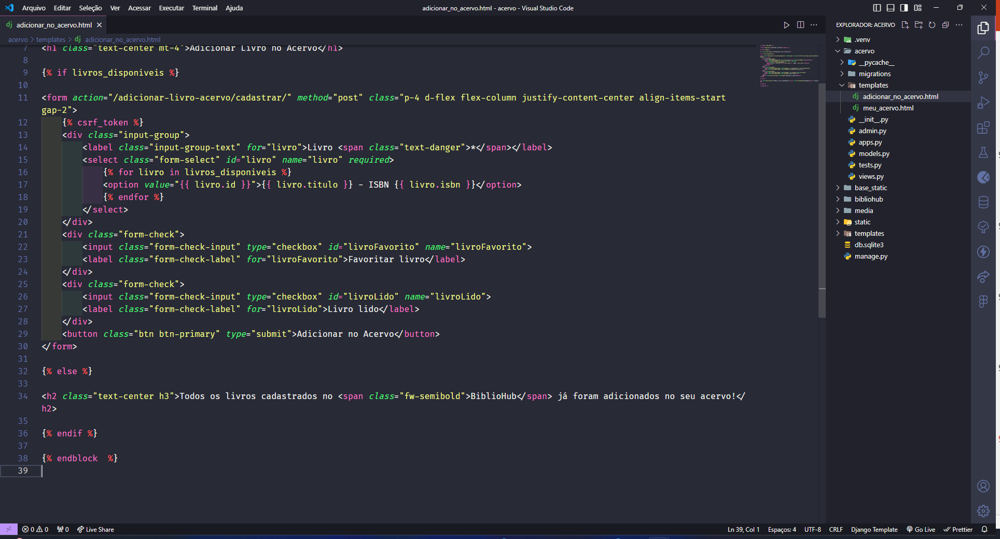 Arquivo Editar Seleção Ver Acessar Executar Terminal Ajuda
adicionar_no_acervo.html - acervo - Visual Studio Code
adicionar_no_acervo.html
acervo > templates > adicionar_no_acervo.html
7 <h1 class="text-center mt-4">Adicionar Livro no Acervo</h1>
8
9 {% if livros_disponiveis %}
10
11 <form action="/adicionar-livro-acervo/cadastrar/" method="post" class="p-4 d-flex flex-column justify-content-center align-items-start
gap-2">
12 {% csrf_token %}
13 <div class="input-group">
14 <label class="input-group-text" for="livro">Livro <span class="text-danger">*</span></label>
15 <select class="form-select" id="livro" name="livro" required>
16 {% for livro in livros_disponiveis %}
17 <option value="{{ livro.id }}">{{ livro.titulo }} - ISBN {{ livro.isbn }}</option>
18 {% endfor %}
19 </select>
20 </div>
21 <div class="form-check">
22 <input class="form-check-input" type="checkbox" id="livroFavorito" name="livroFavorito">
23 <label class="form-check-label" for="livroFavorito">Favoritar livro</label>
24 </div>
25 <div class="form-check">
26 <input class="form-check-input" type="checkbox" id="livroLido" name="livroLido">
27 <label class="form-check-label" for="livroLido">Livro lido</label>
28 </div>
29 <button class="btn btn-primary" type="submit">Adicionar no Acervo</button>
30 </form>
31
32 {% else %}
33
34 <h2 class="text-center h3">Todos os livros cadastrados no <span class="fw-semibold">BiblioHub</span> já foram adicionados no seu acervo!</
h2>
35
36 {% endif %}
37
38 {% endblock  %}
39
EXPLORADOR: ACERVO
.venv
acervo
__pycache__
migrations
templates
adicionar_no_acervo.html
meu_acervo.html
__init__.py
admin.py
apps.py
models.py
tests.py
views.py
base_static
bibliohub
media
static
templates
db.sqlite3
manage.py
0 0 0 Live Share
Ln 39, Col 1 Espaços: 4 UTF-8 CRLF Django Template Go Live Prettier